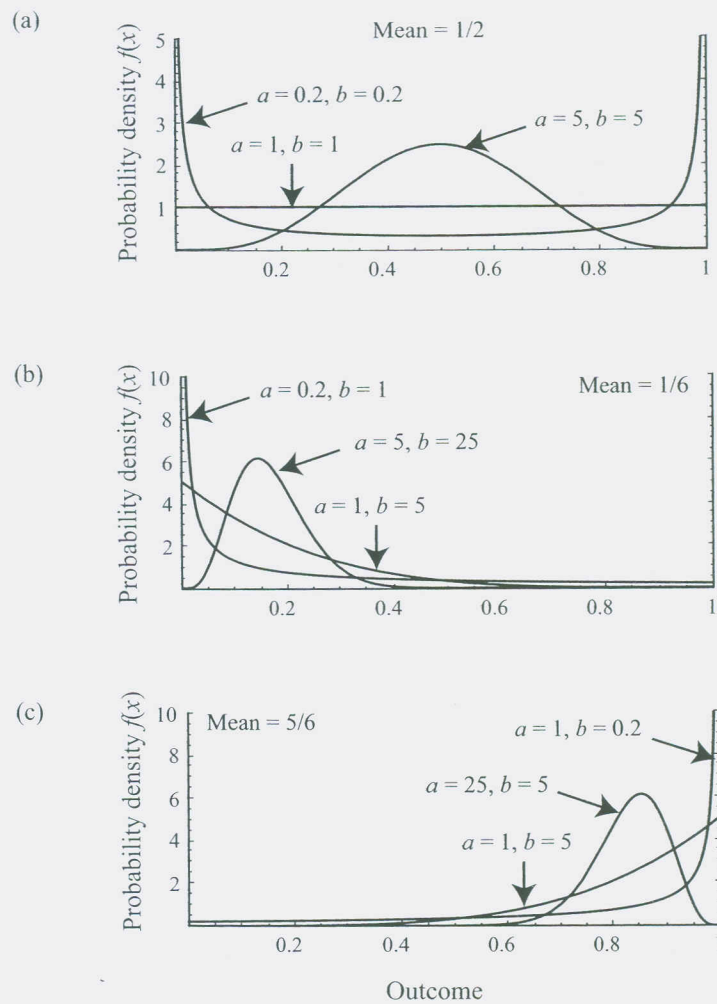 (a)
Mean = 1/2
Probability density f(x)
5
4
3
2
1
a = 0.2, b = 0.2
a = 5, b = 5
a = 1, b = 1
0.2 0.4 0.6 0.8 1
(b)
Mean = 1/6
Probability density f(x)
10
8
6
4
2
a = 0.2, b = 1
a = 5, b = 25
a = 1, b = 5
0.2 0.4 0.6 0.8 1
(c)
Mean = 5/6
Probability density f(x)
10
8
6
4
2
a = 1, b = 0.2
a = 25, b = 5
a = 1, b = 5
0.2 0.4 0.6 0.8
Outcome